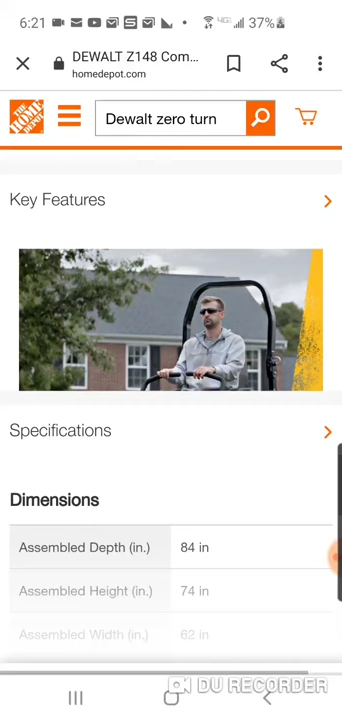 6:21 37%
DEWALT Z148 Com...
homedepot.com
THE HOME DEPOT
Dewalt zero turn
Key Features
Specifications
Dimensions
Assembled Depth (in.) 84 in
Assembled Height (in.) 74 in
Assembled Width (in.) 62 in
DU RECORDER